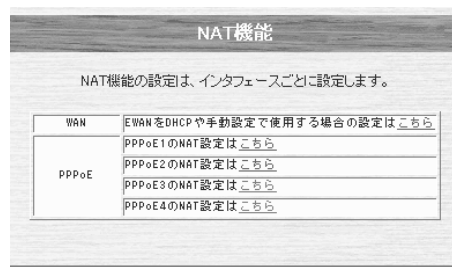 NAT機能
NAT機能の設定は、インタフェースごとに設定します。
WAN EWANをDHCPや手動設定で使用する場合の設定はこちら
PPPoE PPPoE1のNAT設定はこちら
PPPoE2のNAT設定はこちら
PPPoE3のNAT設定はこちら
PPPoE4のNAT設定はこちら